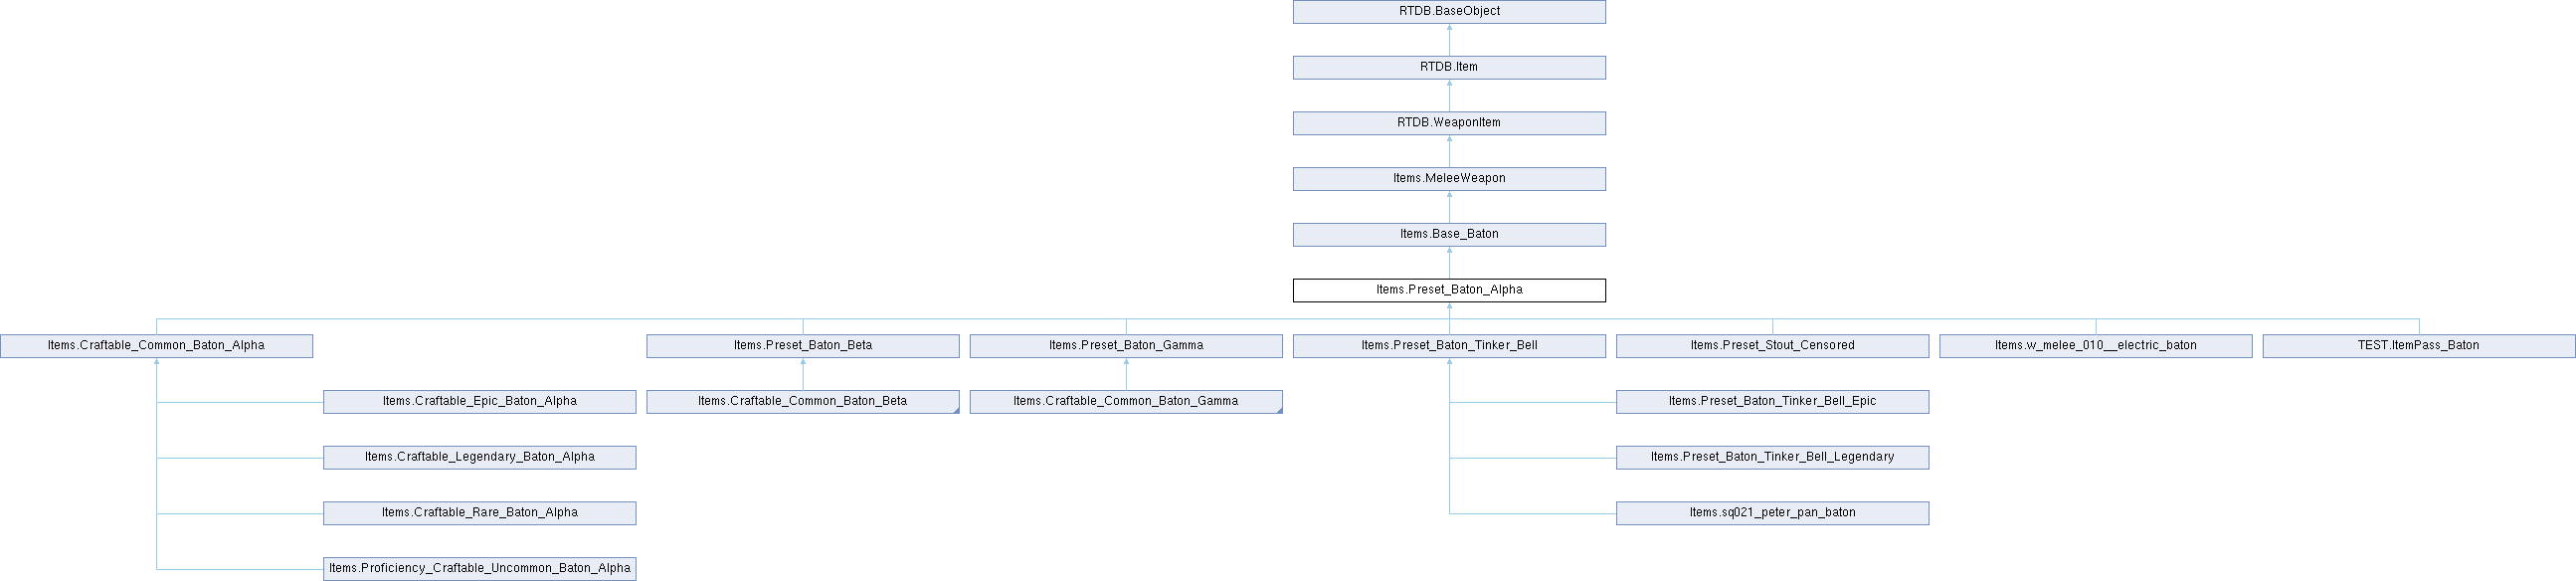 RTDB.BaseObject
RTDB.Item
RTDB.WeaponItem
Items.MeleeWeapon
Items.Base_Baton
Items.Preset_Baton_Alpha
Items.Craftable_Common_Baton_Alpha
Items.Preset_Baton_Beta
Items.Preset_Baton_Gamma
Items.Preset_Baton_Tinker_Bell
Items.Preset_Stout_Censored
Items.w_melee_010__electric_baton
TEST.ItemPass_Baton
Items.Craftable_Epic_Baton_Alpha
Items.Craftable_Common_Baton_Beta
Items.Craftable_Common_Baton_Gamma
Items.Preset_Baton_Tinker_Bell_Epic
Items.Craftable_Legendary_Baton_Alpha
Items.Preset_Baton_Tinker_Bell_Legendary
Items.Craftable_Rare_Baton_Alpha
Items.sq021_peter_pan_baton
Items.Proficiency_Craftable_Uncommon_Baton_Alpha